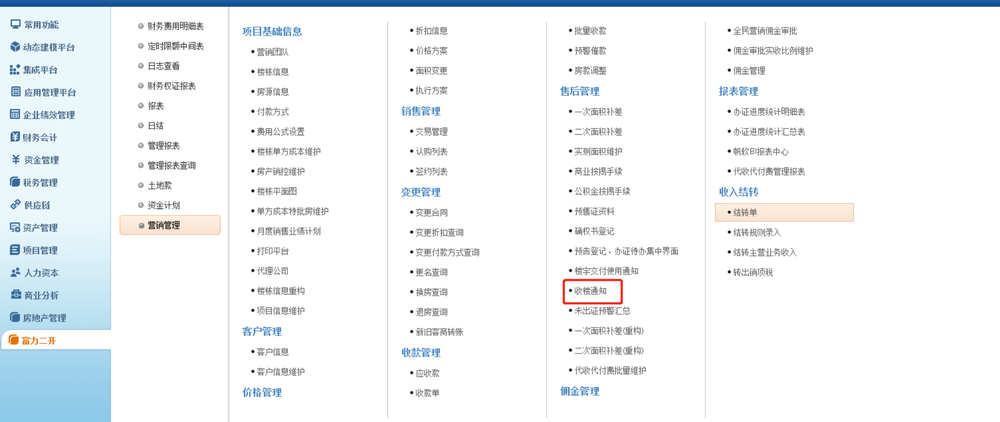 常用功能
动态建模平台
集成平台
应用管理平台
企业绩效管理
财务会计
资金管理
税务管理
供应链
资产管理
项目管理
人力资本
商业分析
房地产管理
富力二开
财务费用明细表
定时限额中间表
日志查看
财务权证报表
报表
日结
管理报表
管理报表查询
土地款
资金计划
营销管理
项目基础信息
营销团队
楼栋信息
房源信息
付款方式
费用公式设置
楼栋单方成本维护
房产销控维护
楼栋平面图
单方成本特批房维护
月度销售业绩计划
打印平台
代理公司
楼栋信息重构
项目信息维护
客户管理
客户信息
客户信息维护
价格管理
折扣信息
价格方案
面积变更
执行方案
销售管理
交易管理
认购列表
签约列表
变更管理
变更合同
变更折扣查询
变更付款方式查询
更名查询
换房查询
退房查询
新旧客商转账
收款管理
应收款
收款单
批量收款
预警催款
房款调整
售后管理
一次面积补差
二次面积补差
实测面积维护
商业按揭手续
公积金按揭手续
预售证资料
确权书登记
预告登记、办证待办集中界面
楼宇交付使用通知
收楼通知
未出证预警汇总
一次面积补差(重构)
二次面积补差(重构)
代收代付费批量维护
佣金管理
全民营销佣金审批
佣金审批实收比例维护
佣金管理
报表管理
办证进度统计明细表
办证进度统计汇总表
帆软BI报表中心
代收代付费管理报表
收入结转
结转单
结转规则录入
结转主营业务收入
转出销项税